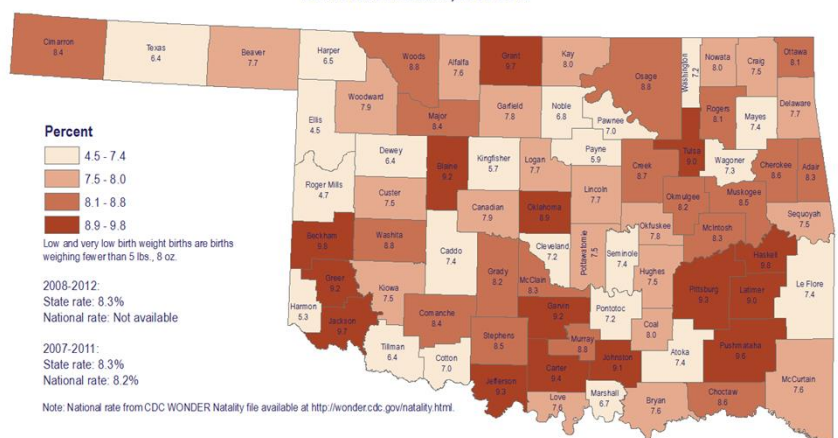 Cimarron
8.4
Texas
6.4
Beaver
7.7
Harper
6.5
Woods
8.8
Alfalfa
7.6
Grant
9.7
Kay
8.0
Osage
8.8
Washington
7.2
Nowata
8.0
Craig
7.5
Ottawa
8.1
Woodward
7.9
Ellis
4.5
Major
8.4
Garfield
7.8
Noble
6.8
Pawnee
7.0
Rogers
8.1
Mayes
7.4
Delaware
7.7
Percent
4.5 - 7.4
7.5 - 8.0
8.1 - 8.8
8.9 - 9.8
Low and very low birth weight births are births
weighing fewer than 5 lbs., 8 oz.
Dewey
6.4
Blaine
9.2
Kingfisher
5.7
Logan
7.7
Payne
5.9
Creek
8.7
Tulsa
9.0
Wagoner
7.3
Cherokee
Adair
8.3
Roger Mills
4.7
Custer
7.5
Canadian
7.9
Oklahoma
8.9
Lincoln
7.7
Okmulgee
8.2
Muskogee
8.5
Sequoyah
7.5
Beckham
Washita
8.8
Caddo
7.4
Grady
8.2
McClain
8.3
Cleveland
7.2
Pottawatomie
7.5
Seminole
7.4
Okfuskee
7.8
McIntosh
8.3
Haskell
Hughes
7.5
Pittsburg
Latimer
9.0
Le Flore
7.4
2008-2012:
State rate: 8.3%
National rate: Not available
2007-2011:
State rate: 8.3%
National rate: 8.2%
Greer
9.2
Harmon
5.3
Jackson
9.7
Kiowa
7.5
Comanche
8.4
Tillman
6.4
Cotton
7.0
Stephens
8.5
Garvin
9.2
Murray
8.8
Pontotoc
7.2
Coal
8.0
Atoka
7.4
Pushmataha
9.6
McCurtain
7.6
Jefferson
9.3
Carter
9.4
Johnston
9.1
Love
7.6
Marshall
6.7
Bryan
7.6
Choctaw
8.6
Note: National rate from CDC WONDER Natality file available at http://wonder.cdc.gov/natality.html.